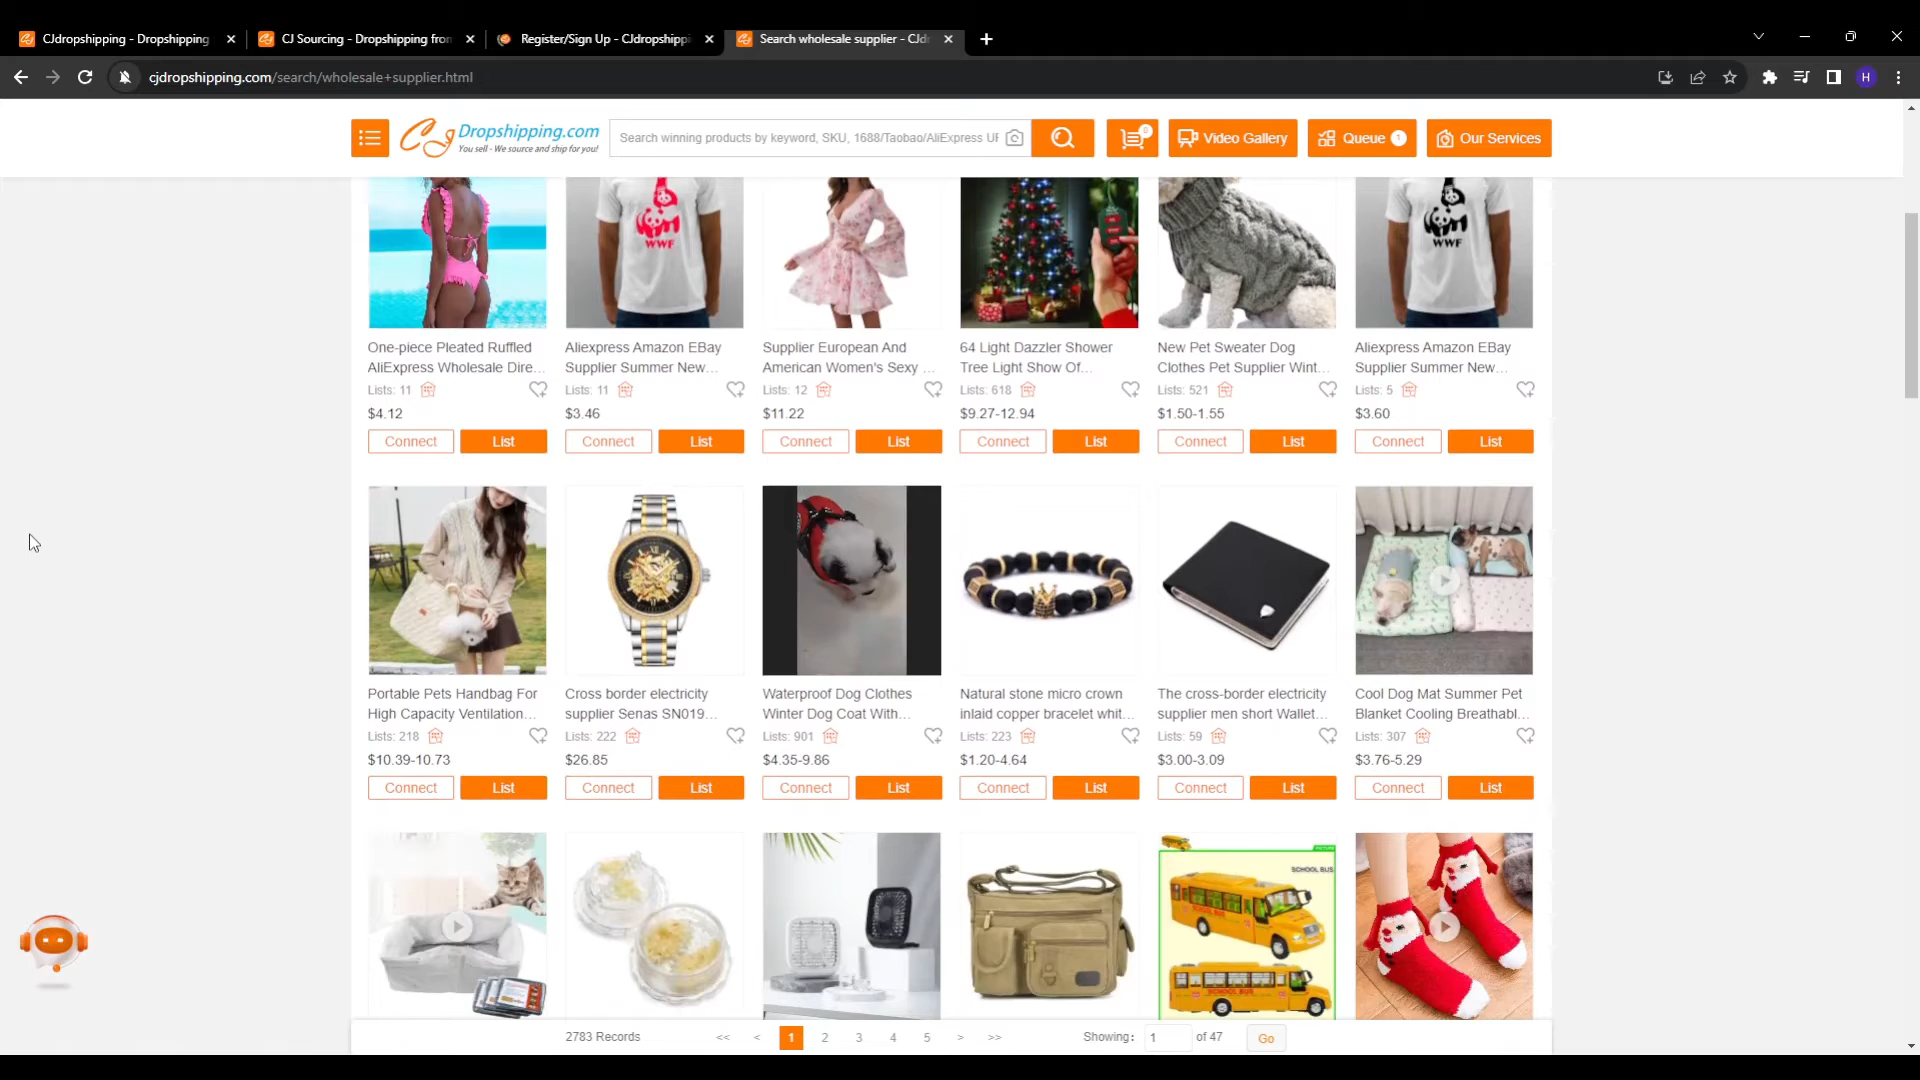 CJdropshipping - Dropshipping
CJ Sourcing - Dropshipping from
Register/Sign Up - CJdropshippi
Search wholesale supplier - CJd
cjdropshipping.com/search/wholesale+supplier.html
H
CJ Dropshipping.com
You sell - We source and ship for you!
Search winning products by keyword, SKU, 1688/Taobao/AliExpress UR
0
Video Gallery
Queue 1
Our Services
WWF
WWF
One-piece Pleated Ruffled Aliexpress Amazon EBay Supplier European And 64 Light Dazzler Shower New Pet Sweater Dog Aliexpress Amazon EBay
AliExpress Wholesale Dire... Supplier Summer New... American Women's Sexy ... Tree Light Show Of... Clothes Pet Supplier Wint... Supplier Summer New...
Lists: 11 Lists: 11 Lists: 12 Lists: 618 Lists: 521 Lists: 5
$4.12 $3.46 $11.22 $9.27-12.94 $1.50-1.55 $3.60
Connect List Connect List Connect List Connect List Connect List Connect List
Portable Pets Handbag For Cross border electricity Waterproof Dog Clothes Natural stone micro crown The cross-border electricity Cool Dog Mat Summer Pet
High Capacity Ventilation... supplier Senas SN019... Winter Dog Coat With... inlaid copper bracelet whit... supplier men short Wallet... Blanket Cooling Breathabl...
Lists: 218 Lists: 222 Lists: 901 Lists: 223 Lists: 59 Lists: 307
$10.39-10.73 $26.85 $4.35-9.86 $1.20-4.64 $3.00-3.09 $3.76-5.29
Connect List Connect List Connect List Connect List Connect List Connect List
SCHOOL BUS
SCHOOL BUS
2783 Records << < 1 2 3 4 5 > >> Showing: 1 of 47 Go